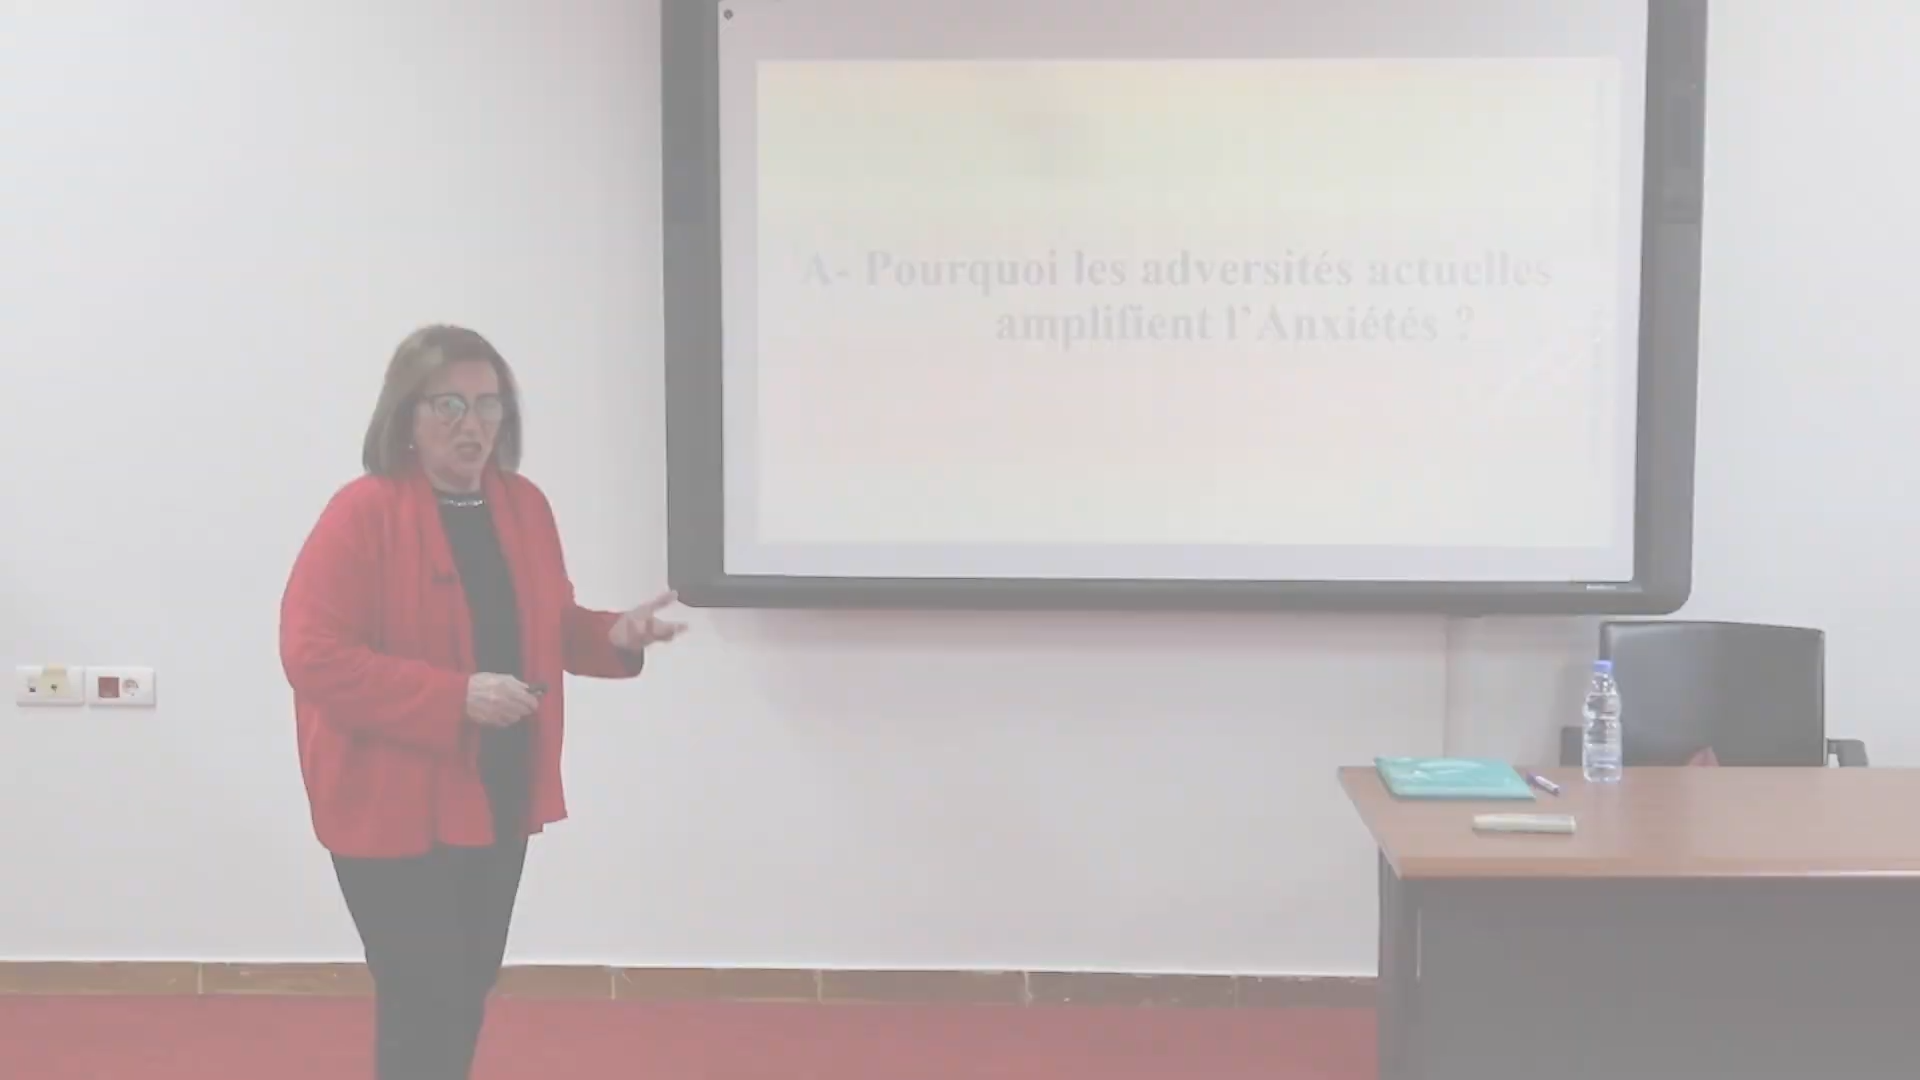 A- Pourquoi les adversités actuelles
amplifient l’Anxiétés ?